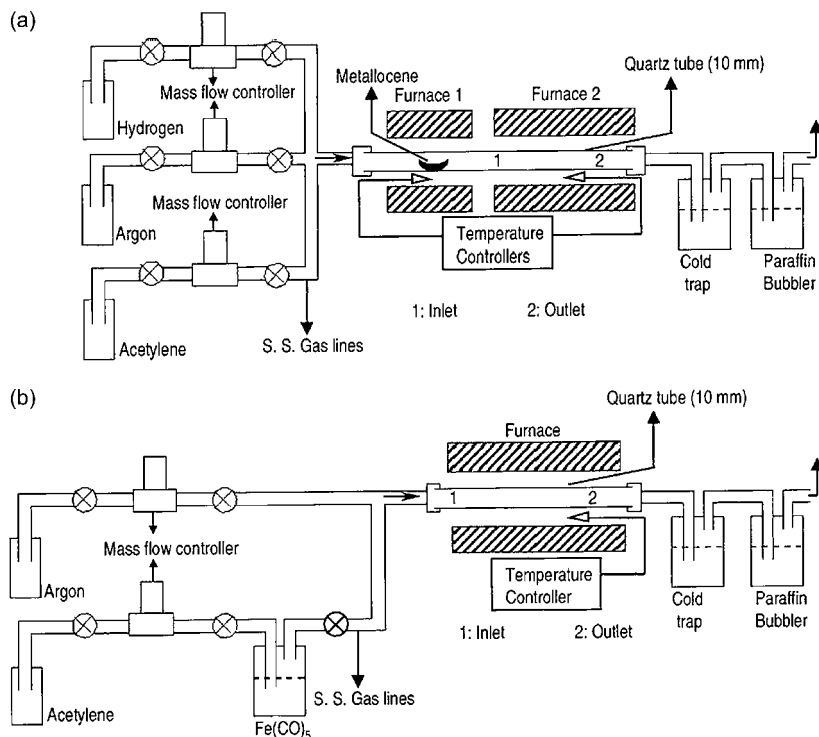 (a)
Metallocene
Quartz tube (10 mm)
Furnace 1
Furnace 2
Mass flow controller
Hydrogen
1
2
Mass flow controller
Argon
Temperature
Controllers
Cold
trap
Paraffin
Bubbler
1: Inlet
2: Outlet
Acetylene
S. S. Gas lines
(b)
Quartz tube (10 mm)
Furnace
1
2
Mass flow controller
Argon
Temperature
Controller
Cold
trap
Paraffin
Bubbler
1: Inlet
2: Outlet
S. S. Gas lines
Acetylene
Fe(CO)₅